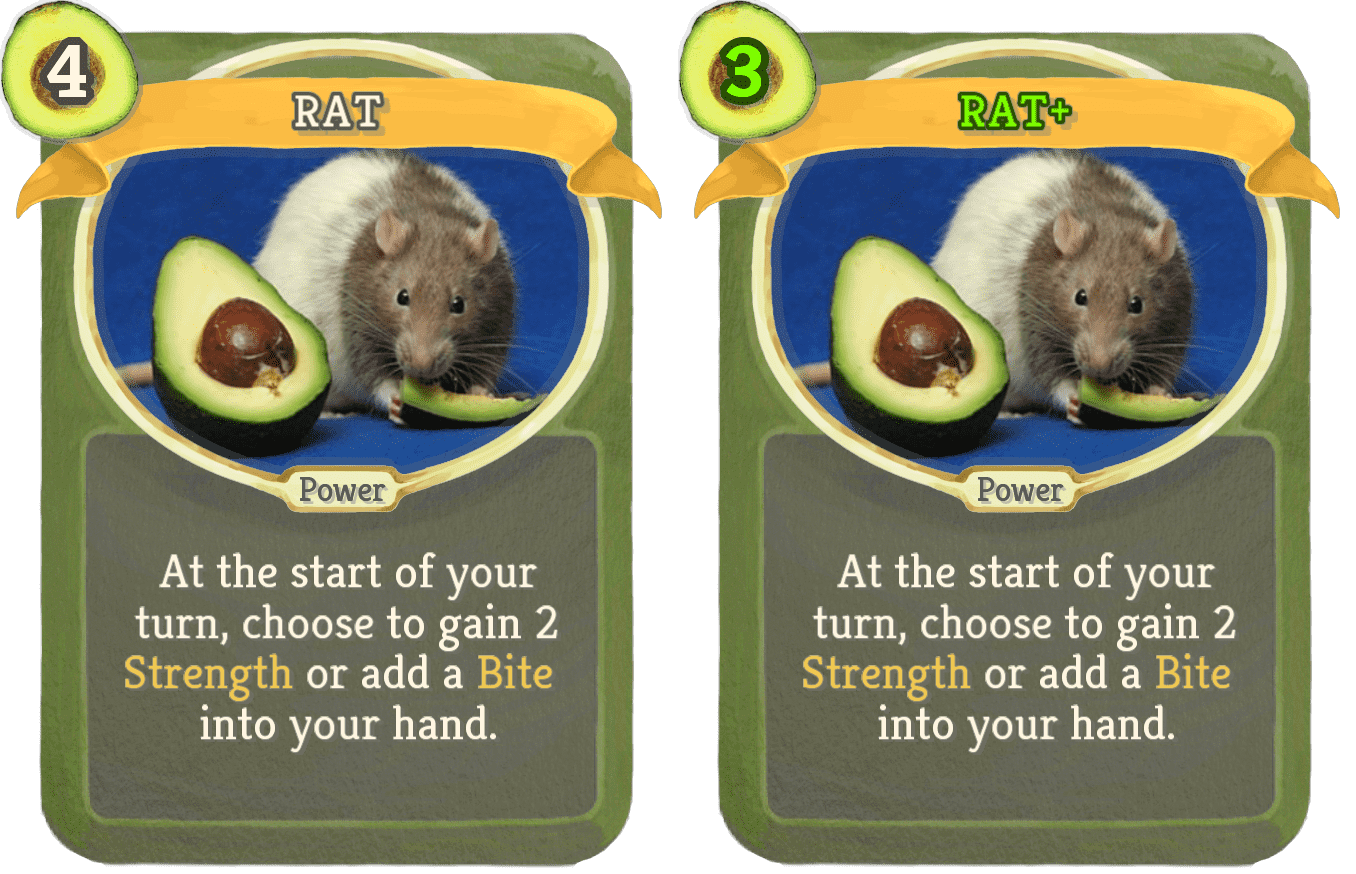 4
RAT
Power
At the start of your
turn, choose to gain 2
Strength or add a Bite
into your hand.
3
RAT+
Power
At the start of your
turn, choose to gain 2
Strength or add a Bite
into your hand.